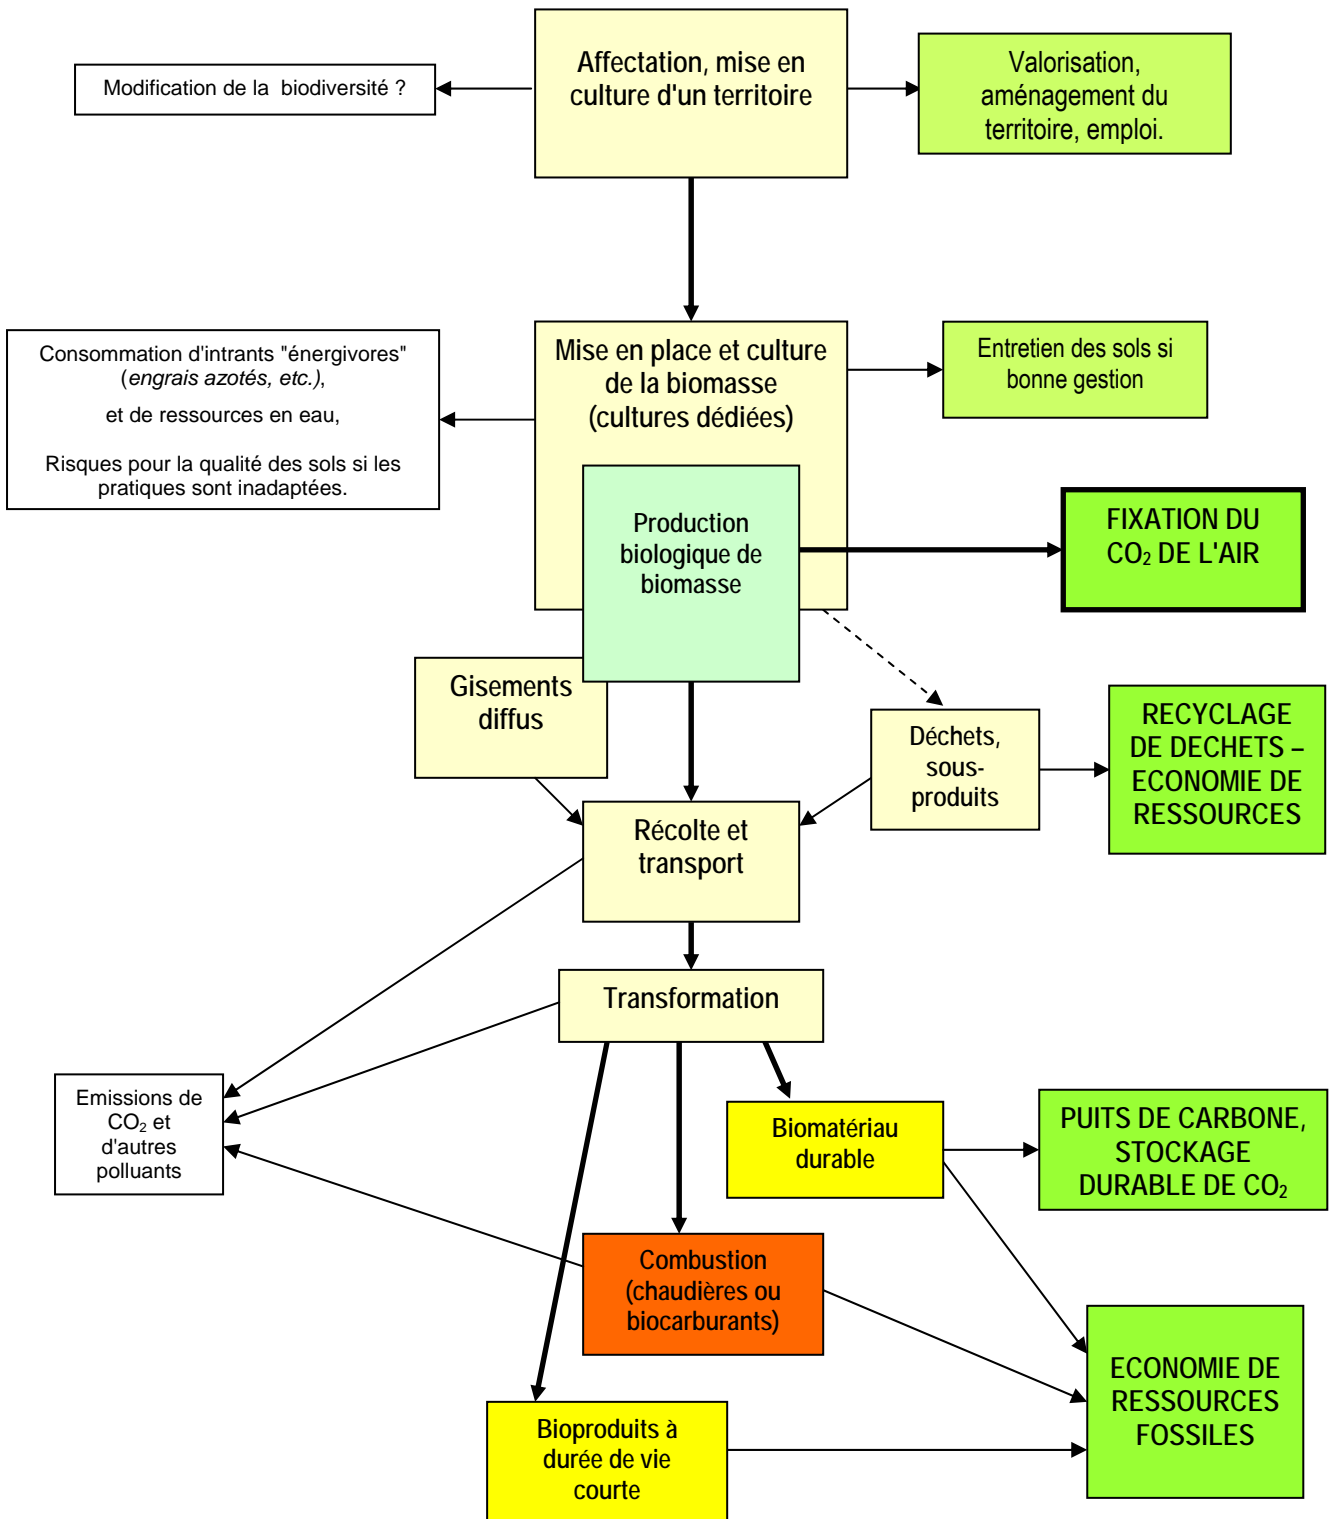 Affectation, mise en
culture d'un territoire
Modification de la biodiversité ?
Valorisation,
aménagement du
territoire, emploi.
Mise en place et culture
de la biomasse
(cultures dédiées)
Consommation d'intrants "énergivores"
(engrais azotés, etc.),
et de ressources en eau,
Risques pour la qualité des sols si les
pratiques sont inadaptées.
Entretien des sols si
bonne gestion
Production
biologique de
biomasse
FIXATION DU
CO₂ DE L'AIR
Gisements
diffus
Déchets,
sous-
produits
RECYCLAGE
DE DECHETS –
ECONOMIE DE
RESSOURCES
Récolte et
transport
Transformation
Emissions de
CO₂ et
d'autres
polluants
Biomatériau
durable
PUITS DE CARBONE,
STOCKAGE
DURABLE DE CO₂
Combustion
(chaudières ou
biocarburants)
ECONOMIE DE
RESSOURCES
FOSSILES
Bioproduits à
durée de vie
courte